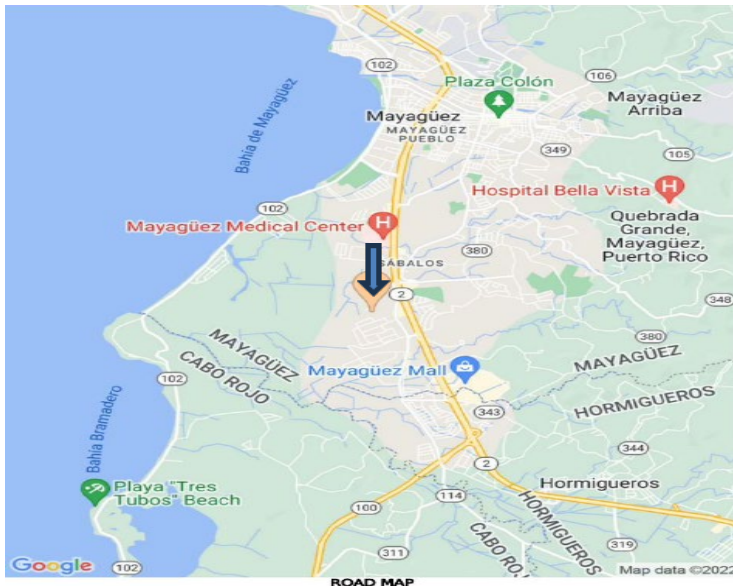 102
106
Plaza Colón
Mayagüez
Arriba
Mayagüez
MAYAGÜEZ
PUEBLO
Bahía de Mayagüez
349
105
Hospital Bella Vista
H
102
Mayagüez Medical Center
H
Quebrada
Grande,
Mayagüez,
Puerto Rico
380
SÁBALOS
2
348
MAYAGÜEZ
CABO ROJO
380
102
Mayagüez Mall
MAYAGÜEZ
HORMIGUEROS
343
Bahía Bramadero
344
2
Playa "Tres
Tubos" Beach
Hormigueros
114
100
HORMIGUEROS
CABO ROJO
319
311
102
Google
Map data ©2022
ROAD MAP